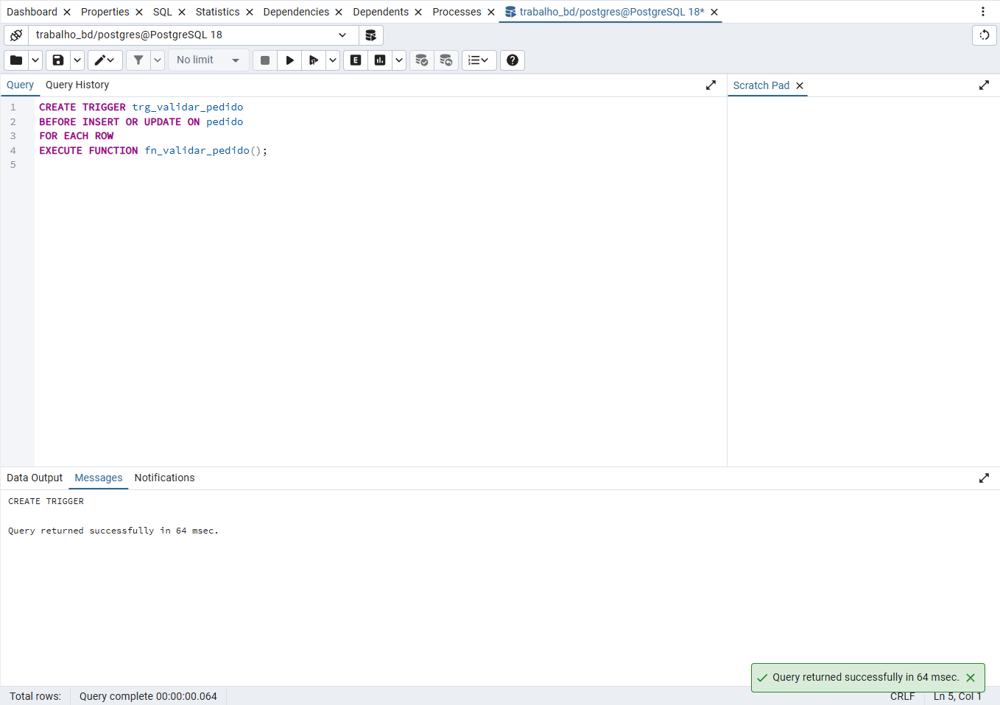 Dashboard Properties SQL Statistics Dependencies Dependents Processes trabalho_bd/postgres@PostgreSQL 18*
trabalho_bd/postgres@PostgreSQL 18
No limit E
Query Query History Scratch Pad
1 CREATE TRIGGER trg_validar_pedido
2 BEFORE INSERT OR UPDATE ON pedido
3 FOR EACH ROW
4 EXECUTE FUNCTION fn_validar_pedido();
5
Data Output Messages Notifications
CREATE TRIGGER
Query returned successfully in 64 msec.
Query returned successfully in 64 msec.
Total rows: Query complete 00:00:00.064 CRLF Ln 5, Col 1